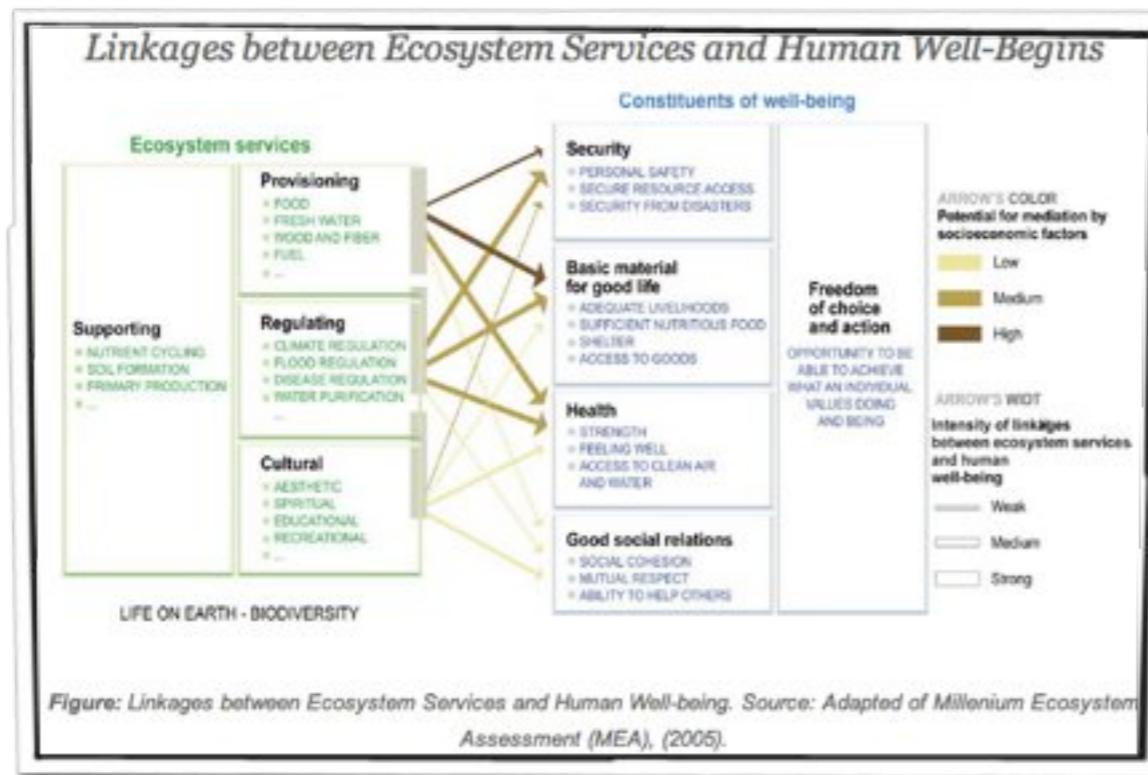 Linkages between Ecosystem Services and Human Well-Begins
Constituents of well-being
Ecosystem services
Supporting
NUTRIENT CYCLING
SOIL FORMATION
PRIMARY PRODUCTION
...
Provisioning
FOOD
FRESH WATER
WOOD AND FIBER
FUEL
...
Regulating
CLIMATE REGULATION
FLOOD REGULATION
DISEASE REGULATION
WATER PURIFICATION
...
Cultural
AESTHETIC
SPIRITUAL
EDUCATIONAL
RECREATIONAL
...
LIFE ON EARTH - BIODIVERSITY
Security
PERSONAL SAFETY
SECURE RESOURCE ACCESS
SECURITY FROM DISASTERS
Basic material
for good life
ADEQUATE LIVELIHOODS
SUFFICIENT NUTRITIOUS FOOD
SHELTER
ACCESS TO GOODS
Health
STRENGTH
FEELING WELL
ACCESS TO CLEAN AIR
AND WATER
Good social relations
SOCIAL COHESION
MUTUAL RESPECT
ABILITY TO HELP OTHERS
Freedom
of choice
and action
OPPORTUNITY TO BE
ABLE TO ACHIEVE
WHAT AN INDIVIDUAL
VALUES DOING
AND BEING
ARROW'S COLOR
Potential for mediation by
socioeconomic factors
Low
Medium
High
ARROW'S WIDT
Intensity of linkages
between ecosystem services
and human
well-being
Weak
Medium
Strong
Figure: Linkages between Ecosystem Services and Human Well-being. Source: Adapted of Millenium Ecosystem
Assessment (MEA), (2005).